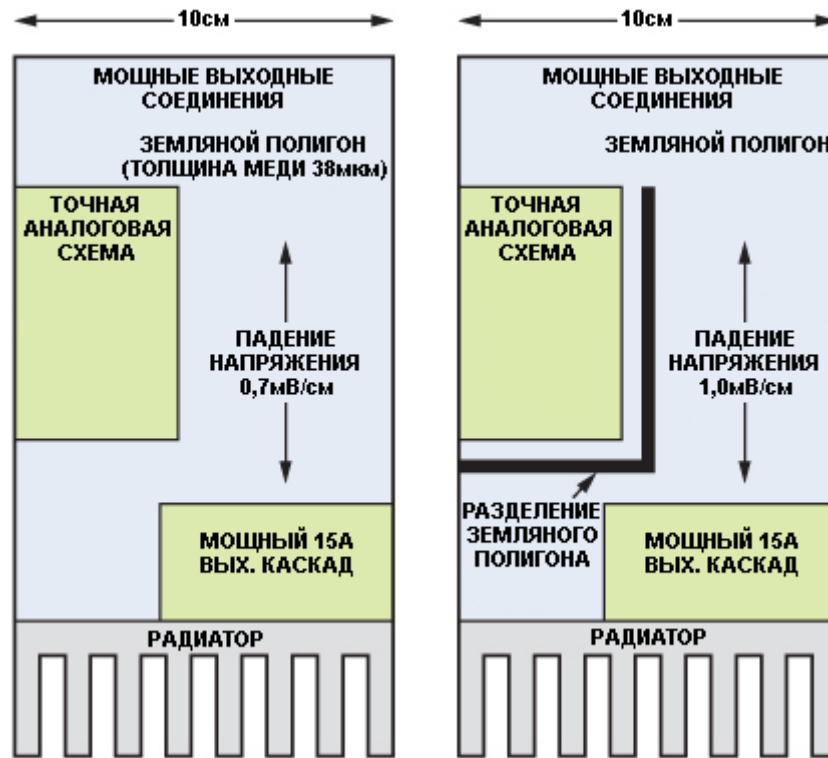 10см
МОЩНЫЕ ВЫХОДНЫЕ
СОЕДИНЕНИЯ
ЗЕМЛЯНОЙ ПОЛИГОН
(ТОЛЩИНА МЕДИ 38мкм)
ТОЧНАЯ
АНАЛОГОВАЯ
СХЕМА
ПАДЕНИЕ
НАПРЯЖЕНИЯ
0,7мВ/см
МОЩНЫЙ 15А
ВЫХ. КАСКАД
РАДИАТОР
10см
МОЩНЫЕ ВЫХОДНЫЕ
СОЕДИНЕНИЯ
ЗЕМЛЯНОЙ ПОЛИГОН
ТОЧНАЯ
АНАЛОГОВАЯ
СХЕМА
ПАДЕНИЕ
НАПРЯЖЕНИЯ
1,0мВ/см
РАЗДЕЛЕНИЕ
ЗЕМЛЯНОГО
ПОЛИГОНА
МОЩНЫЙ 15А
ВЫХ. КАСКАД
РАДИАТОР